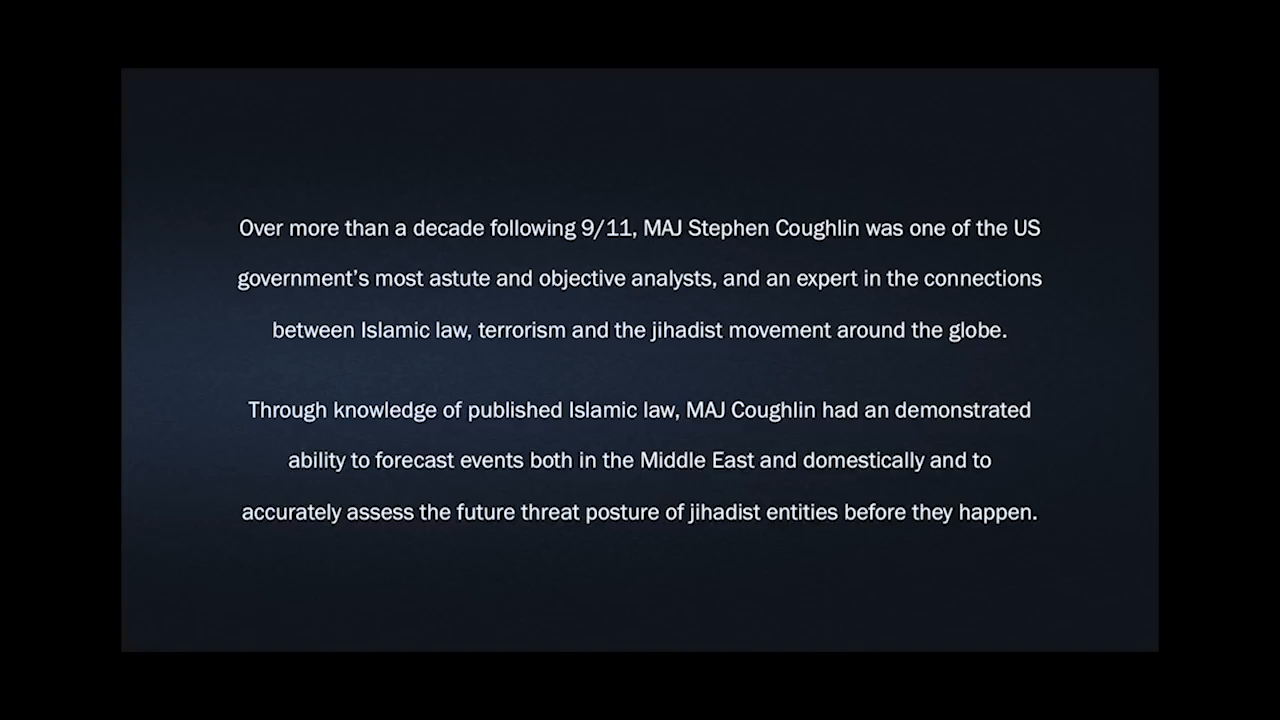 Over more than a decade following 9/11, MAJ Stephen Coughlin was one of the US
government’s most astute and objective analysts, and an expert in the connections
between Islamic law, terrorism and the jihadist movement around the globe.
Through knowledge of published Islamic law, MAJ Coughlin had an demonstrated
ability to forecast events both in the Middle East and domestically and to
accurately assess the future threat posture of jihadist entities before they happen.